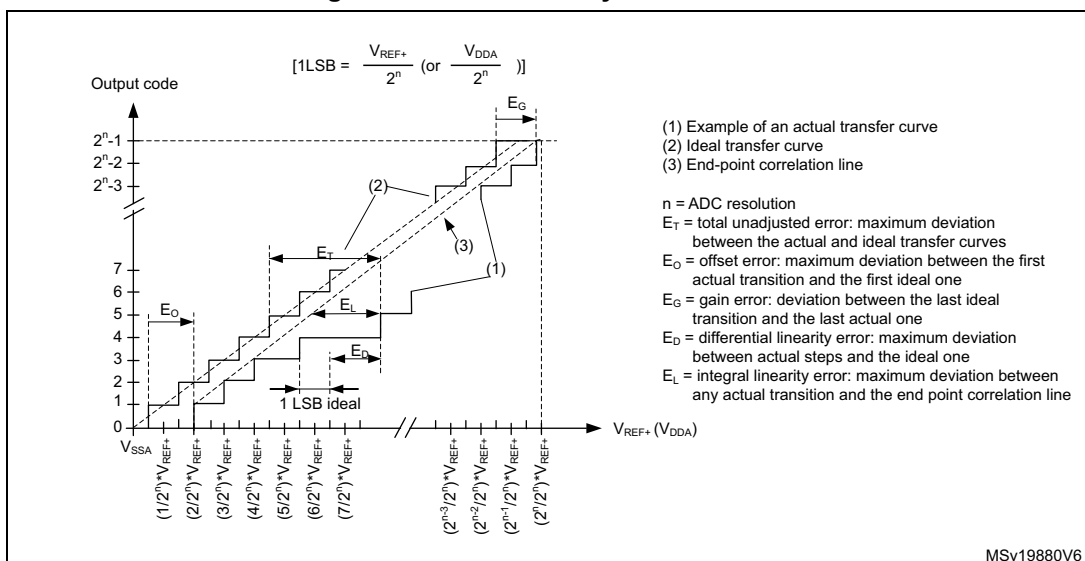 [1LSB = V_REF+ / 2^n (or V_DDA / 2^n )]
Output code
E_G
2^n-1
2^n-2
2^n-3
(2)
(3)
E_T
(1)
7
6
E_O
E_L
5
4
3
E_D
2
1
1 LSB ideal
0
V_SSA
V_REF+ (V_DDA)
(1/2^n)*V_REF+
(2/2^n)*V_REF+
(3/2^n)*V_REF+
(4/2^n)*V_REF+
(5/2^n)*V_REF+
(6/2^n)*V_REF+
(7/2^n)*V_REF+
(2^n-3/2^n)*V_REF+
(2^n-2/2^n)*V_REF+
(2^n-1/2^n)*V_REF+
(2^n/2^n)*V_REF+
(1) Example of an actual transfer curve
(2) Ideal transfer curve
(3) End-point correlation line
n = ADC resolution
E_T = total unadjusted error: maximum deviation
between the actual and ideal transfer curves
E_O = offset error: maximum deviation between the first
actual transition and the first ideal one
E_G = gain error: deviation between the last ideal
transition and the last actual one
E_D = differential linearity error: maximum deviation
between actual steps and the ideal one
E_L = integral linearity error: maximum deviation between
any actual transition and the end point correlation line
MSv19880V6